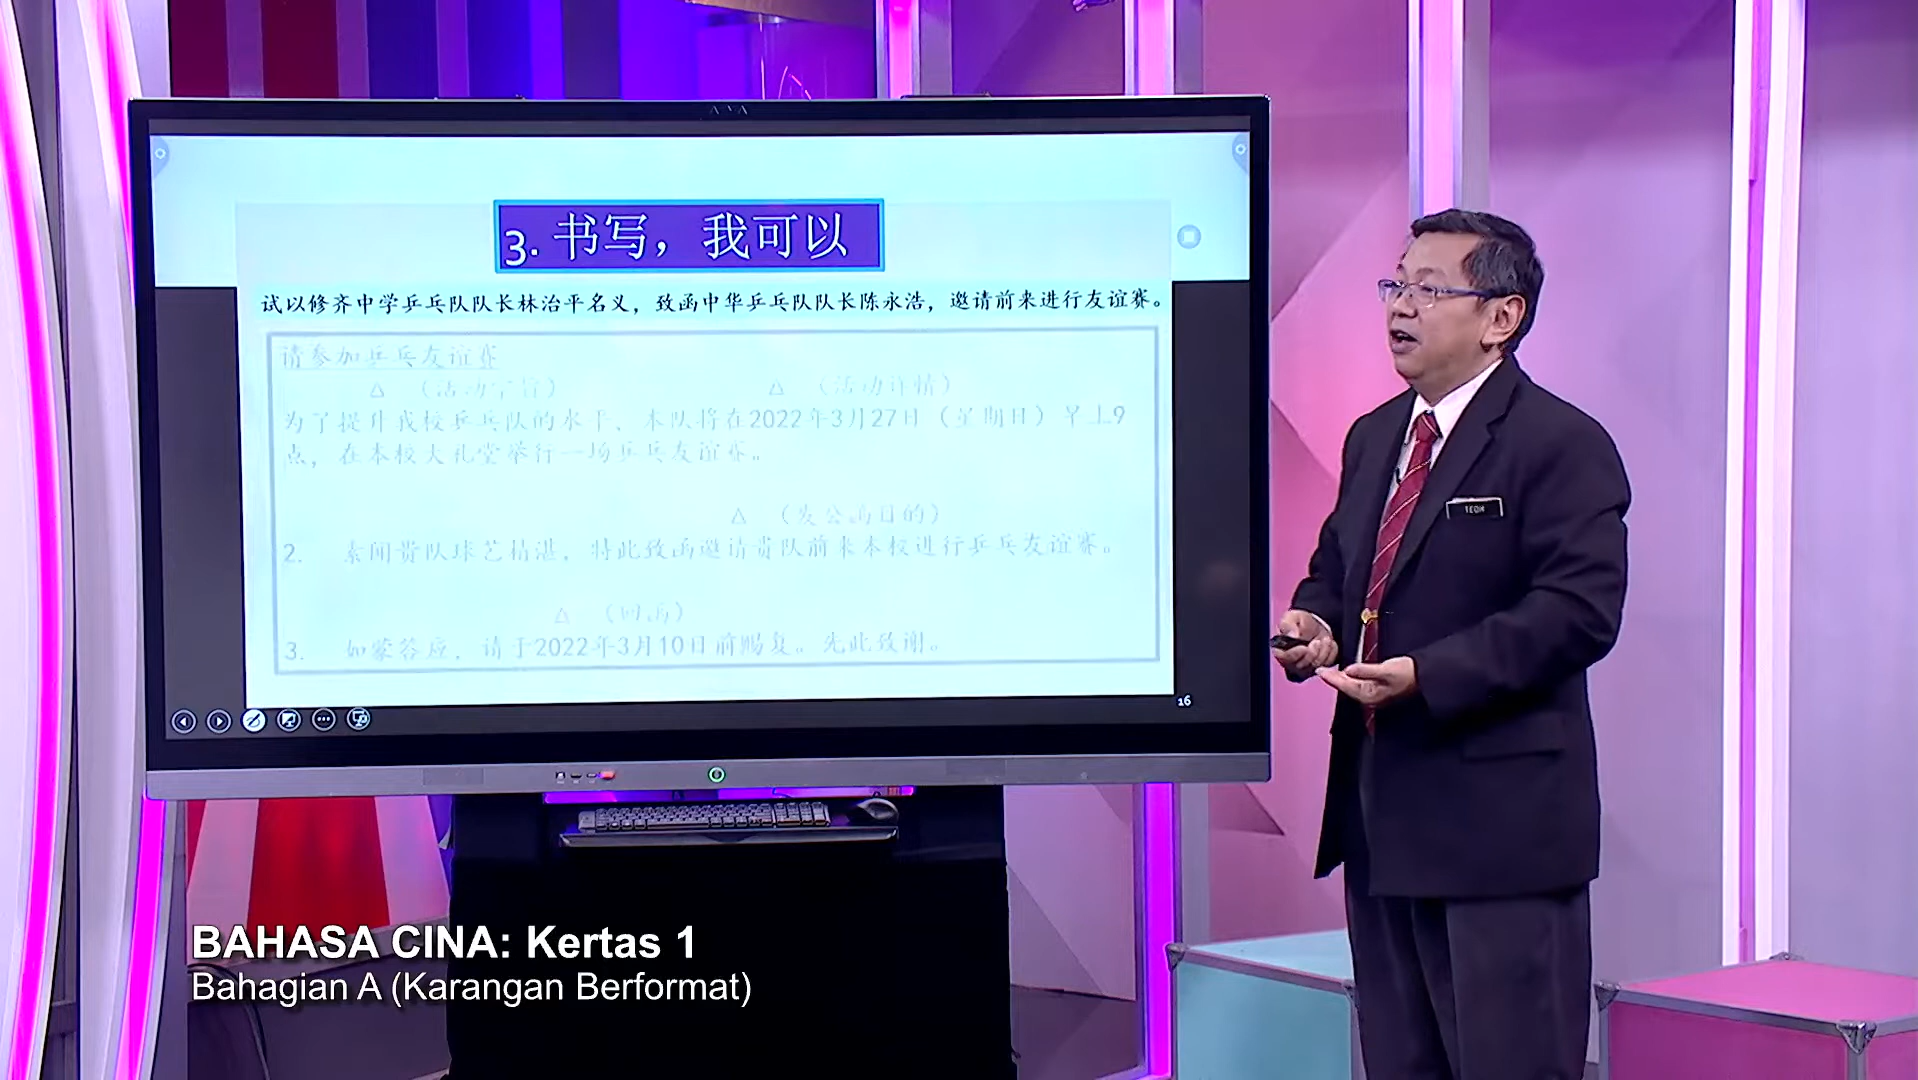 3. 书写，我可以
试以修齐中学乒乓队队长林治平名义，致函中华乒乓队队长陈永浩，邀请前来进行友谊赛。
请参加乒乓友谊赛
△ （活动宗旨） △ （活动详情）
为了提升我校乒乓队的水平，本队将在2022年3月27日（星期日）早上9
点，在本校大礼堂举行一场乒乓友谊赛。
△ （发公函目的）
2. 素闻贵队球艺精湛，特此致函邀请贵队前来本校进行乒乓友谊赛。
△ （回函）
3. 如蒙答应，请于2022年3月10日前赐复。先此致谢。
16
TEOH
BAHASA CINA: Kertas 1
Bahagian A (Karangan Berformat)